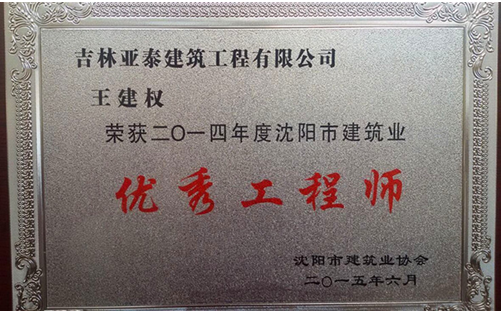 吉林亚泰建筑工程有限公司
王建权
荣获二〇一四年度沈阳市建筑业
优秀工程师
沈阳市建筑业协会
二〇一五年六月